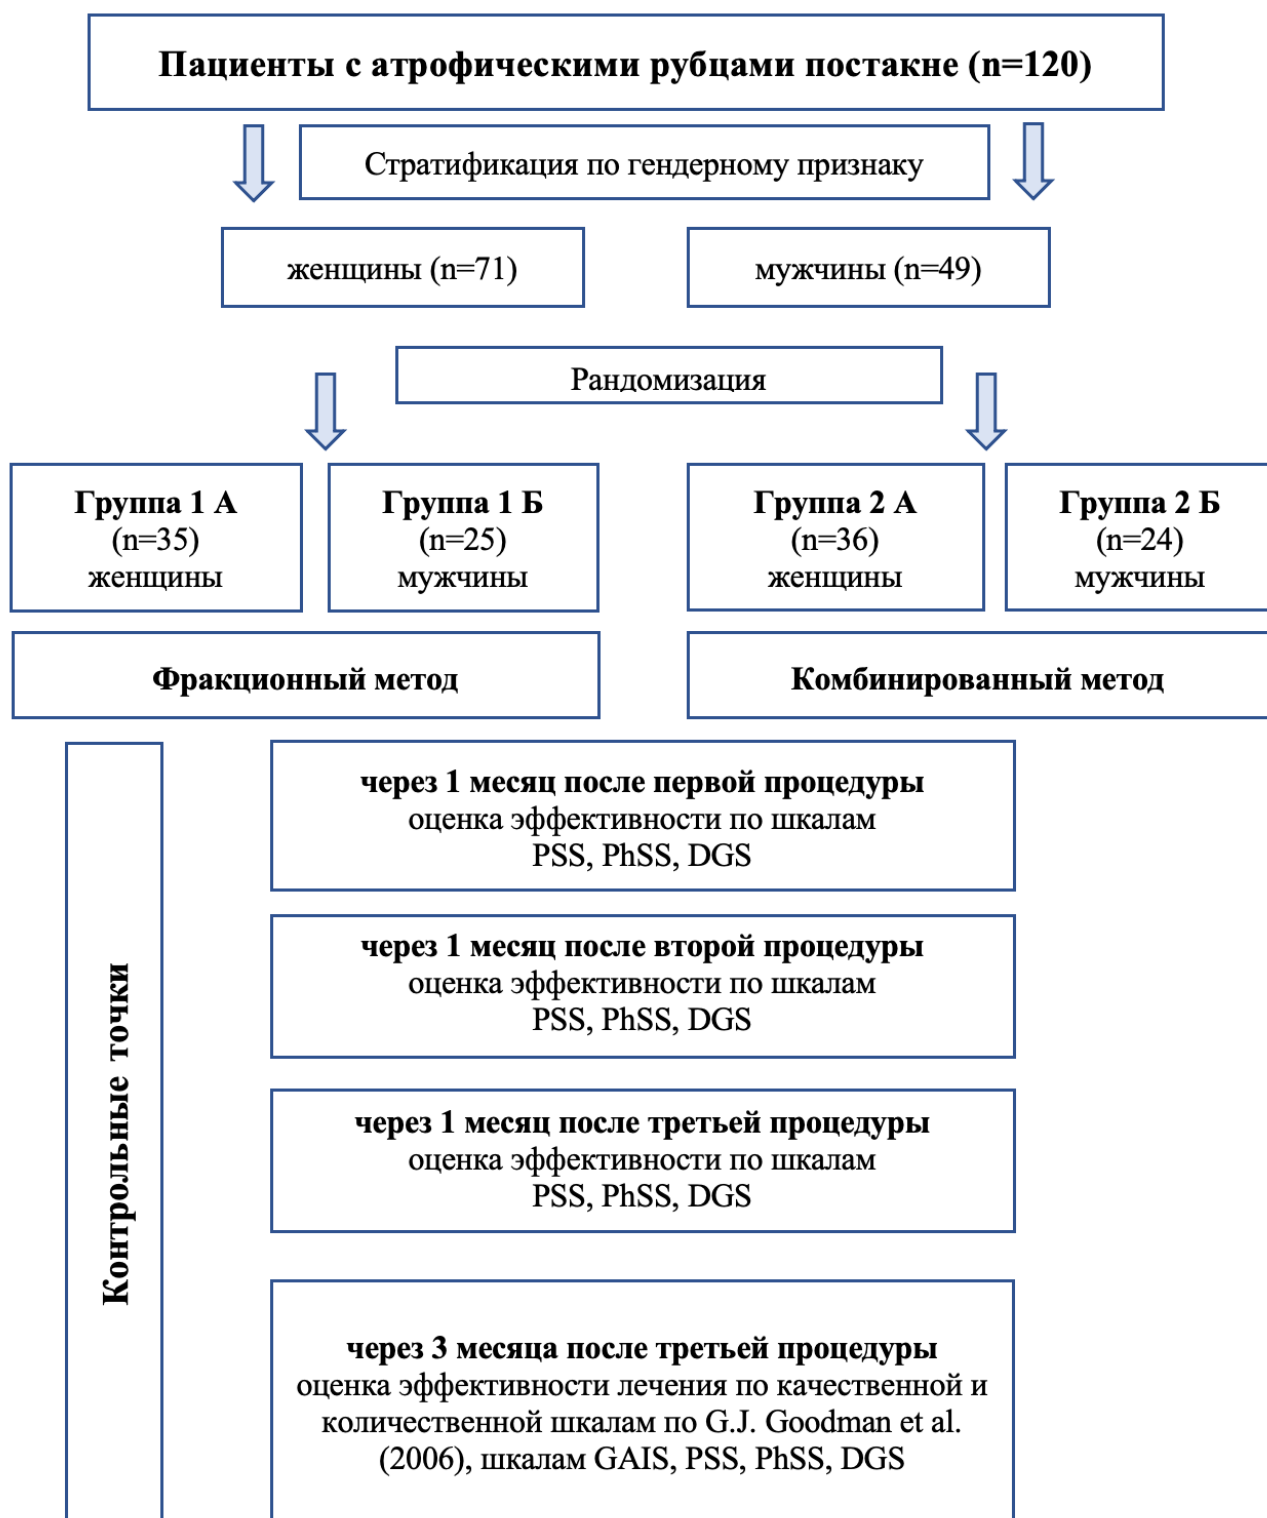 Пациенты с атрофическими рубцами постакне (n=120)
Стратификация по гендерному признаку
женщины (n=71)
мужчины (n=49)
Рандомизация
Группа 1 А
(n=35)
женщины
Группа 1 Б
(n=25)
мужчины
Группа 2 А
(n=36)
женщины
Группа 2 Б
(n=24)
мужчины
Фракционный метод
Комбинированный метод
Контрольные точки
через 1 месяц после первой процедуры
оценка эффективности по шкалам
PSS, PhSS, DGS
через 1 месяц после второй процедуры
оценка эффективности по шкалам
PSS, PhSS, DGS
через 1 месяц после третьей процедуры
оценка эффективности по шкалам
PSS, PhSS, DGS
через 3 месяца после третьей процедуры
оценка эффективности лечения по качественной и
количественной шкалам по G.J. Goodman et al.
(2006), шкалам GAIS, PSS, PhSS, DGS